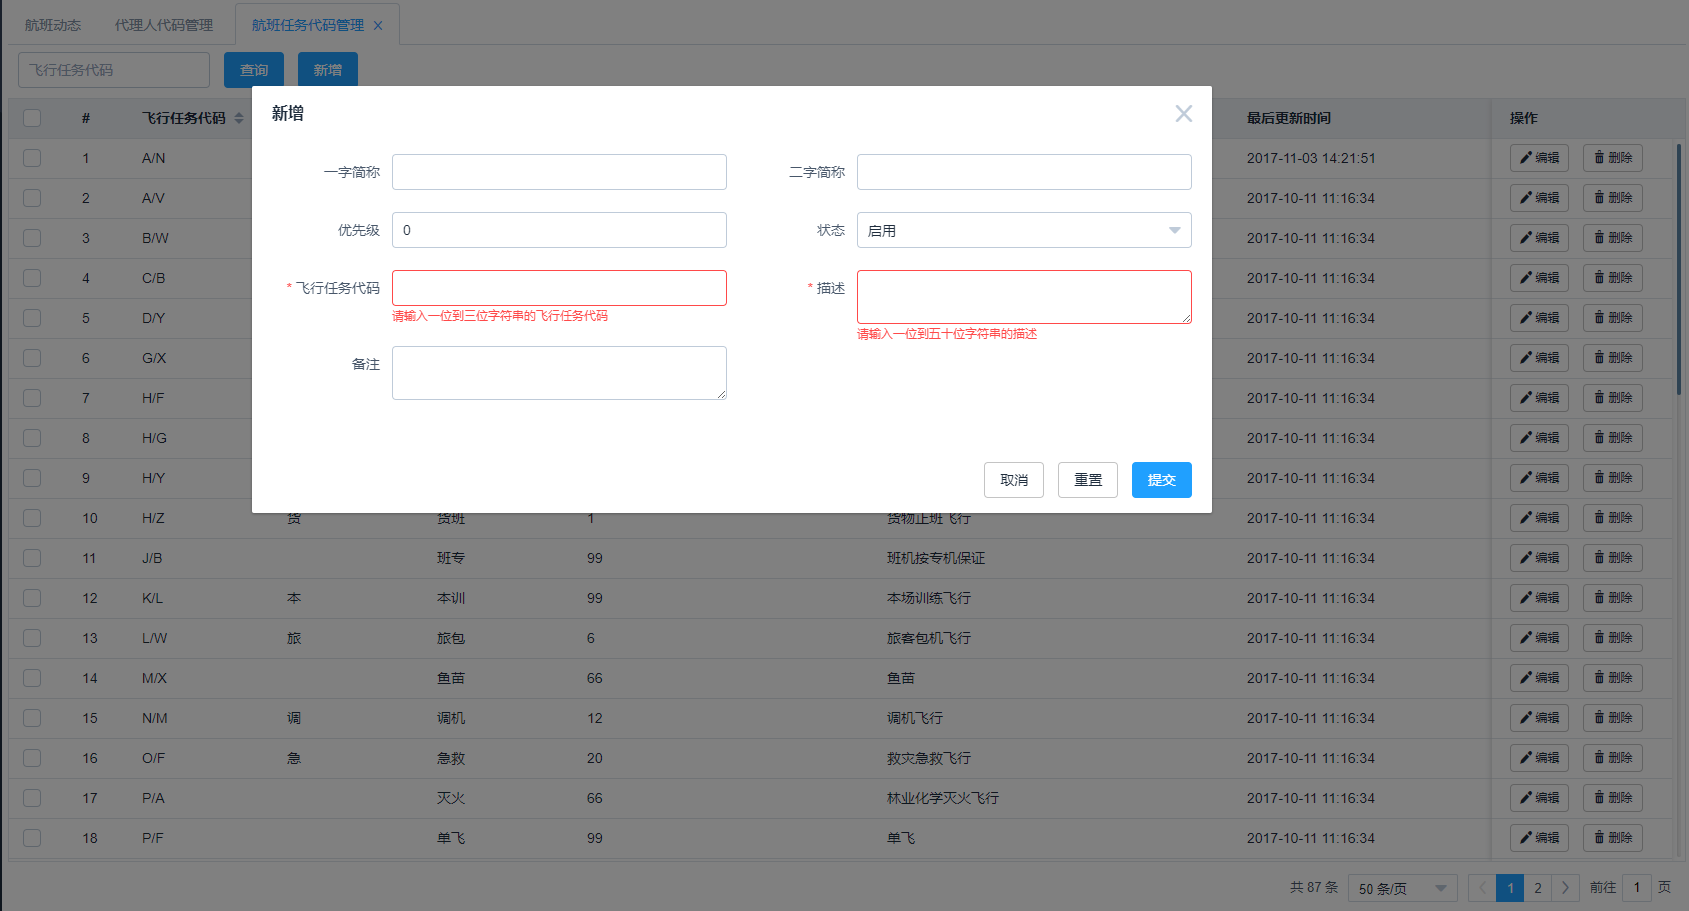 航班动态 代理人代码管理 航班任务代码管理
飞行任务代码 查询 新增
# 飞行任务代码 最后更新时间 操作
新增
1 A/N 2017-11-03 14:21:51 编辑 删除
一字简称 二字简称
2 A/V 2017-10-11 11:16:34 编辑 删除
优先级 0 状态 启用
3 B/W 2017-10-11 11:16:34 编辑 删除
4 C/B 2017-10-11 11:16:34 编辑 删除
* 飞行任务代码 * 描述
5 D/Y 2017-10-11 11:16:34 编辑 删除
请输入一位到三位字符串的飞行任务代码
请输入一位到五十位字符串的描述
6 G/X 2017-10-11 11:16:34 编辑 删除
备注
7 H/F 2017-10-11 11:16:34 编辑 删除
8 H/G 2017-10-11 11:16:34 编辑 删除
9 H/Y 2017-10-11 11:16:34 编辑 删除
取消 重置 提交
10 H/Z 货 货班 1 货物正班飞行 2017-10-11 11:16:34 编辑 删除
11 J/B 班专 99 班机按专机保证 2017-10-11 11:16:34 编辑 删除
12 K/L 本 本训 99 本场训练飞行 2017-10-11 11:16:34 编辑 删除
13 L/W 旅 旅包 6 旅客包机飞行 2017-10-11 11:16:34 编辑 删除
14 M/X 鱼苗 66 鱼苗 2017-10-11 11:16:34 编辑 删除
15 N/M 调 调机 12 调机飞行 2017-10-11 11:16:34 编辑 删除
16 O/F 急 急救 20 救灾急救飞行 2017-10-11 11:16:34 编辑 删除
17 P/A 灭火 66 林业化学灭火飞行 2017-10-11 11:16:34 编辑 删除
18 P/F 单飞 99 单飞 2017-10-11 11:16:34 编辑 删除
共 87 条 50 条/页 1 2 前往 1 页